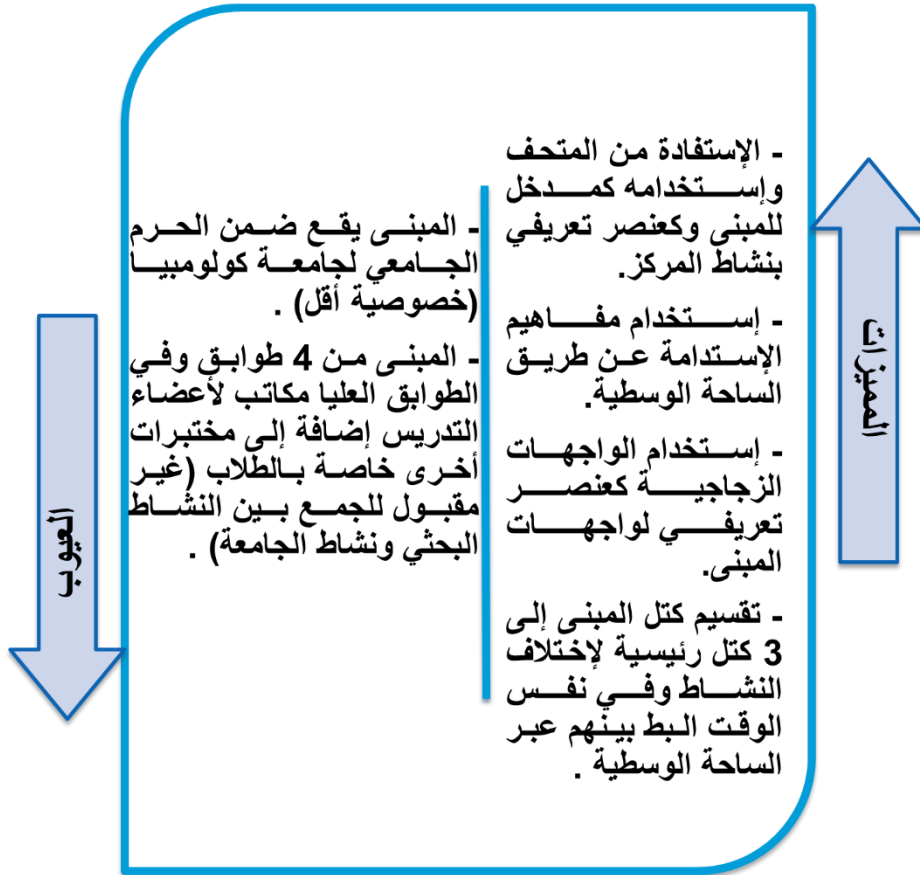 المميزات
- الإستفادة من المتحف
وإستخدامه كمدخل
للمبنى وكعنصر تعريفي
بنشاط المركز.
- إستخدام مفاهيم
الإستدامة عن طريق
الساحة الوسطية.
- إستخدام الواجهات
الزجاجية كعنصر
تعريفي لواجهات
المبنى.
- تقسيم كتل المبنى إلى
3 كتل رئيسية لإختلاف
النشاط وفي نفس
الوقت البط بينهم عبر
الساحة الوسطية .
- المبنى يقع ضمن الحرم
الجامعي لجامعة كولومبيا
(خصوصية أقل) .
- المبنى من 4 طوابق وفي
الطوابق العليا مكاتب لأعضاء
التدريس إضافة إلى مختبرات
أخرى خاصة بالطلاب (غير
مقبول للجمع بين النشاط
البحثي ونشاط الجامعة) .
العيوب